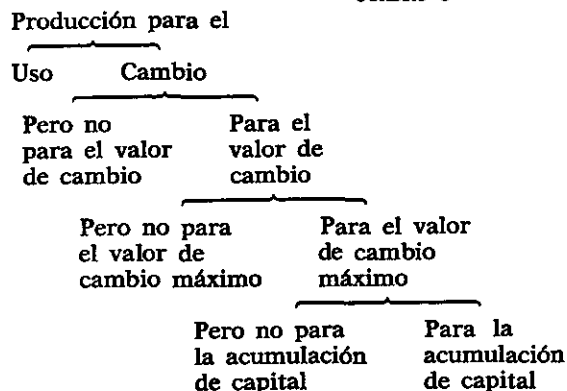 Producción para el
Uso Cambio
Pero no Para el
para el valor valor de
de cambio cambio
Pero no para Para el valor
el valor de de cambio
cambio máximo máximo
Pero no para Para la
la acumulación acumulación
de capital de capital